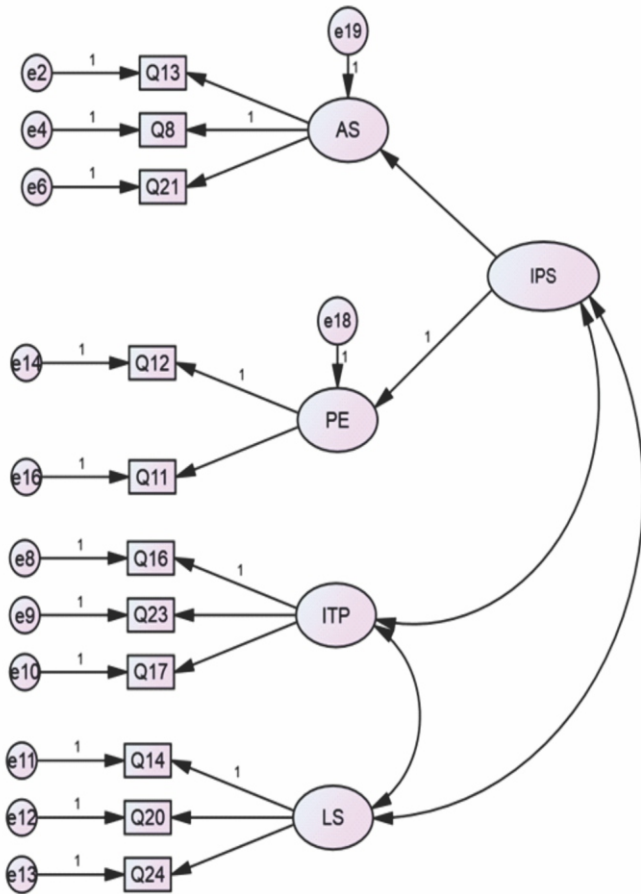 e19
1
e2 1 Q13
e4 1 Q8 1 AS
e6 1 Q21
IPS
e18
1
1
e14 1 Q12 1
PE
e16 1 Q11
e8 1 Q16 1
e9 1 Q23 ITP
e10 1 Q17
e11 1 Q14 1
e12 1 Q20 LS
e13 1 Q24